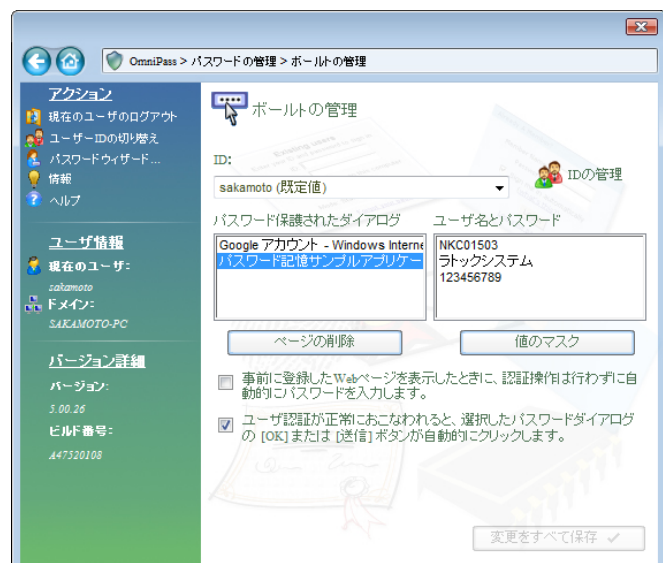 OmniPass > パスワードの管理 > ボールトの管理
アクション
現在のユーザのログアウト
ユーザーIDの切り替え
パスワードウィザード...
情報
ヘルプ
ユーザ情報
現在のユーザ:
sakamoto
ドメイン:
SAKAMOTO-PC
バージョン詳細
バージョン:
5.00.26
ビルド番号:
A47520108
ボールトの管理
ID:
sakamoto (既定値)
IDの管理
パスワード保護されたダイアログ
Google アカウント - Windows Interne
パスワード記憶サンプルアプリケー
ページの削除
ユーザ名とパスワード
NKC01503
ラトックシステム
123456789
値のマスク
事前に登録したWebページを表示したときに、認証操作は行わずに自
動的にパスワードを入力します。
ユーザ認証が正常におこなわれると、選択したパスワードダイアログ
の [OK] または [送信] ボタンが自動的にクリックします。
変更をすべて保存